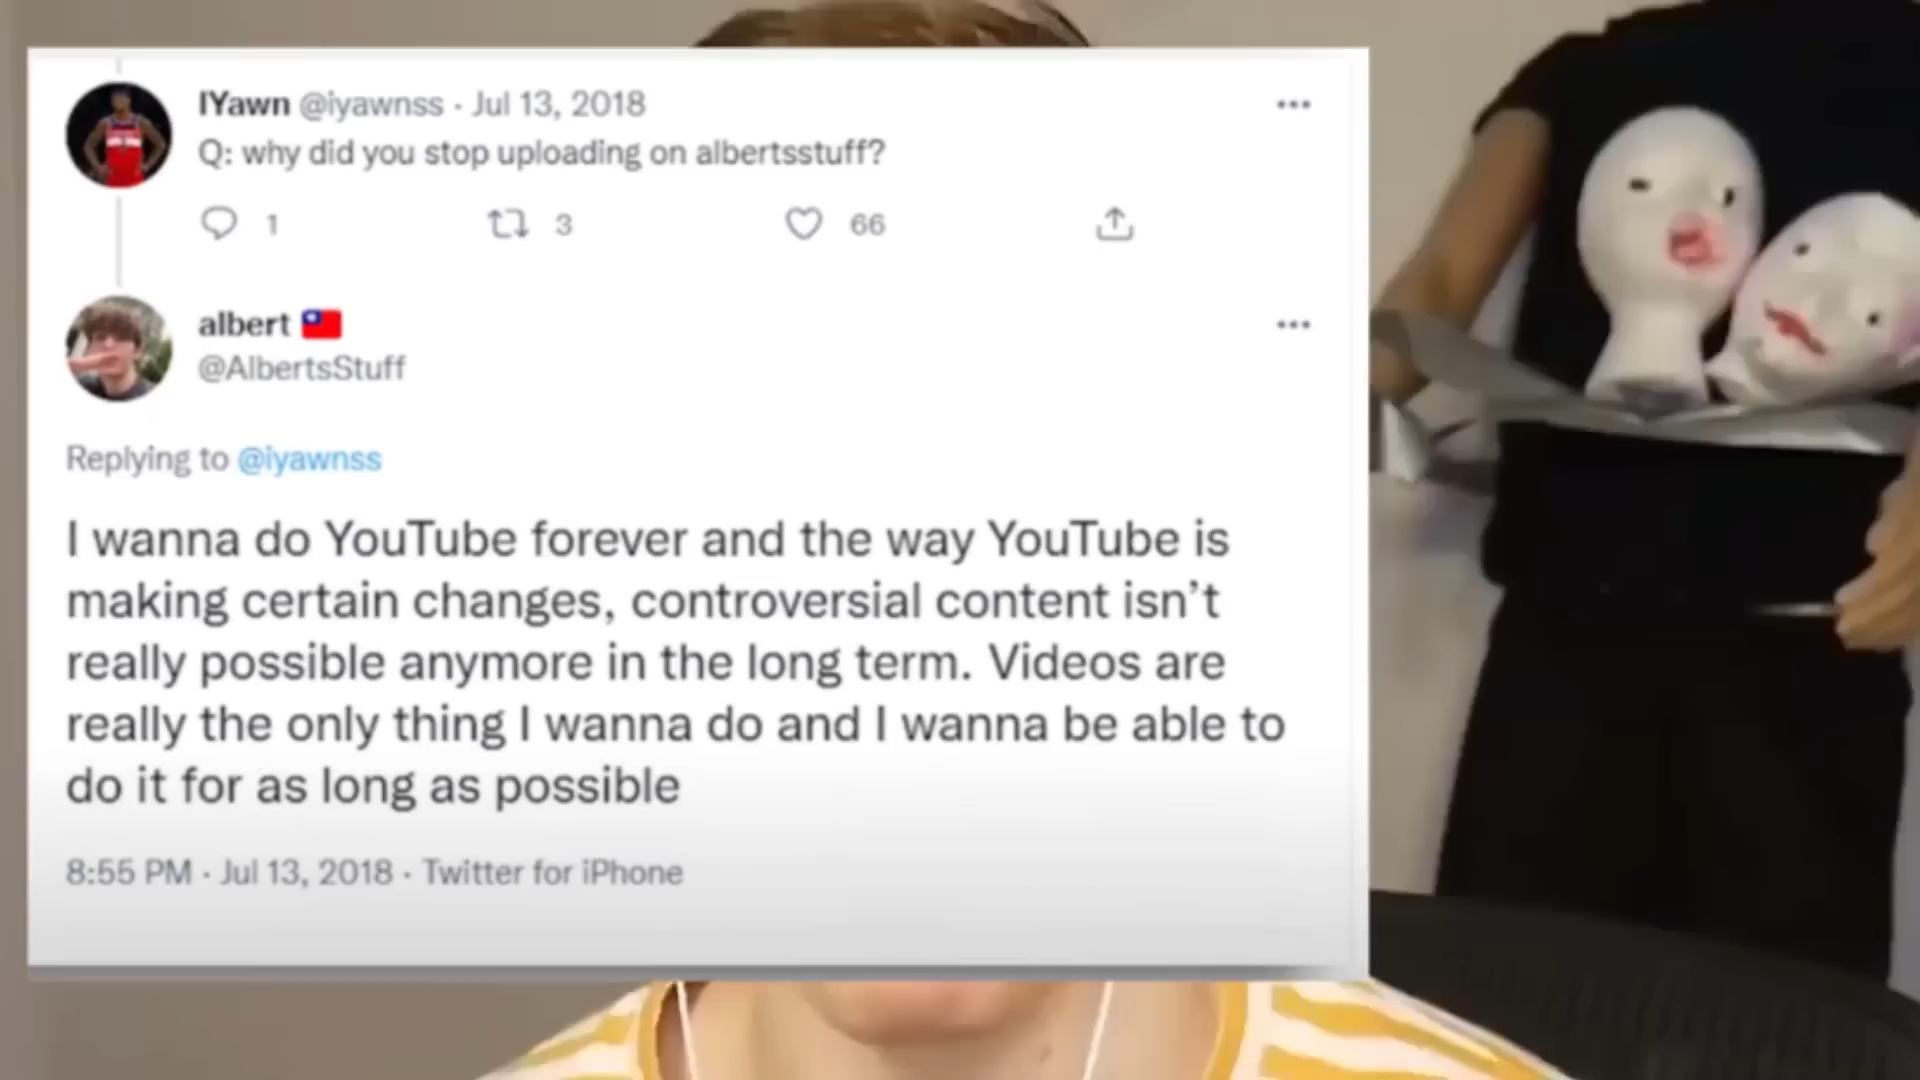 IYawn @iyawnss · Jul 13, 2018
Q: why did you stop uploading on albertsstuff?
1 3 66
albert 🇹🇼
@AlbertsStuff
Replying to @iyawnss
I wanna do YouTube forever and the way YouTube is
making certain changes, controversial content isn’t
really possible anymore in the long term. Videos are
really the only thing I wanna do and I wanna be able to
do it for as long as possible
8:55 PM · Jul 13, 2018 · Twitter for iPhone